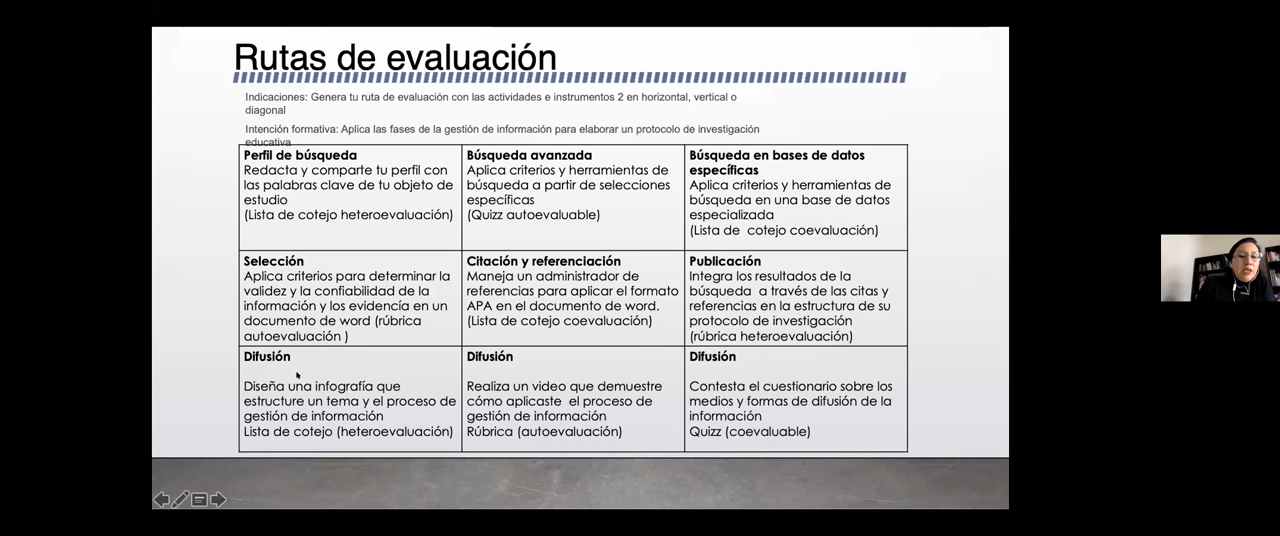 Rutas de evaluación
Indicaciones: Genera tu ruta de evaluación con las actividades e instrumentos 2 en horizontal, vertical o
diagonal
Intención formativa: Aplica las fases de la gestión de información para elaborar un protocolo de investigación
educativa
Perfil de búsqueda
Redacta y comparte tu perfil con
las palabras clave de tu objeto de
estudio
(Lista de cotejo heteroevaluación)
Búsqueda avanzada
Aplica criterios y herramientas de
búsqueda a partir de selecciones
específicas
(Quizz autoevaluable)
Búsqueda en bases de datos
específicas
Aplica criterios y herramientas de
búsqueda en una base de datos
especializada
(Lista de cotejo coevaluación)
Selección
Aplica criterios para determinar la
validez y la confiabilidad de la
información y los evidencía en un
documento de word (rúbrica
autoevaluación )
Citación y referenciación
Maneja un administrador de
referencias para aplicar el formato
APA en el documento de word.
(Lista de cotejo coevaluación)
Publicación
Integra los resultados de la
búsqueda a través de las citas y
referencias en la estructura de su
protocolo de investigación
(rúbrica heteroevaluación)
Difusión
Diseña una infografía que
estructure un tema y el proceso de
gestión de información
Lista de cotejo (heteroevaluación)
Difusión
Realiza un video que demuestre
cómo aplicaste el proceso de
gestión de información
Rúbrica (autoevaluación)
Difusión
Contesta el cuestionario sobre los
medios y formas de difusión de la
información
Quizz (coevaluable)